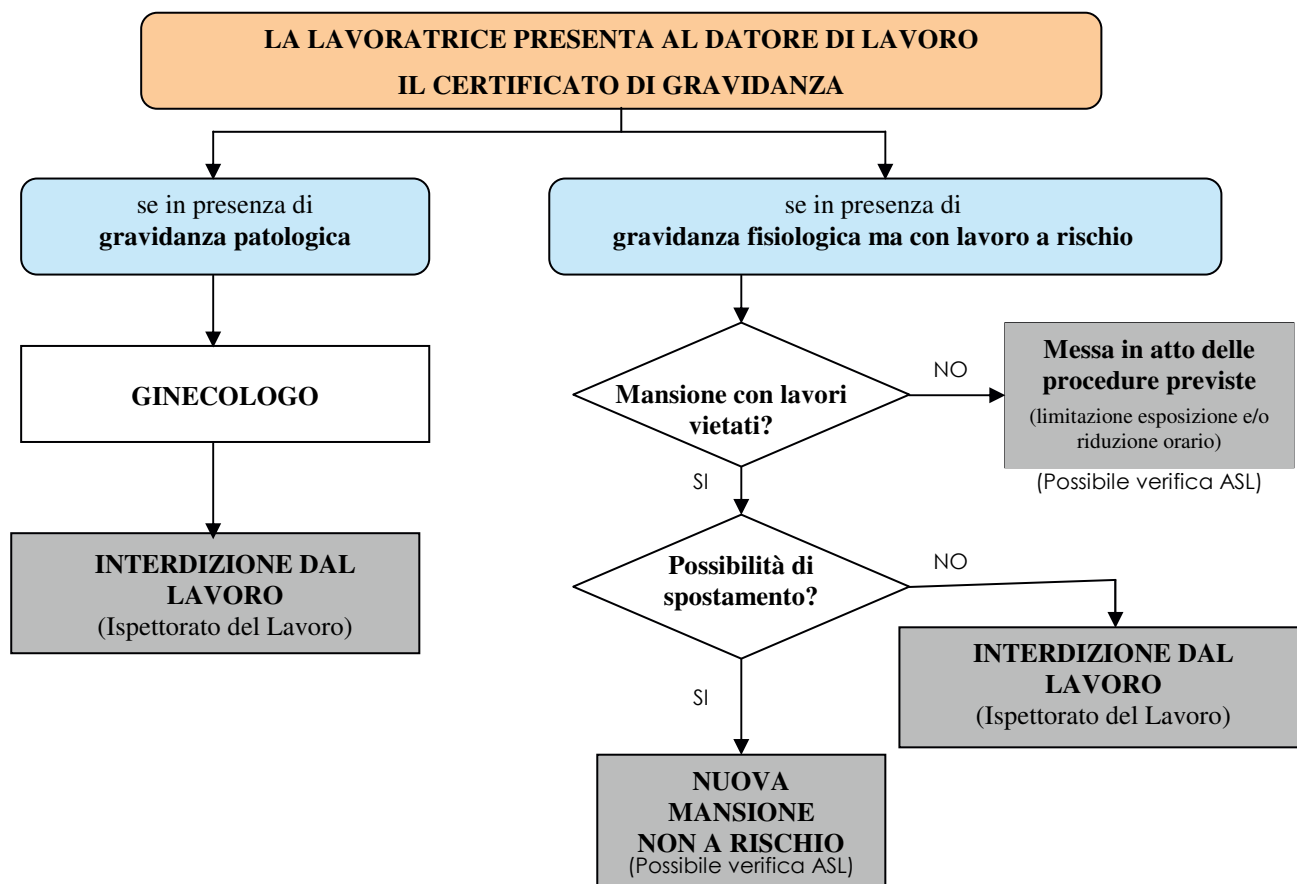 LA LAVORATRICE PRESENTA AL DATORE DI LAVORO
IL CERTIFICATO DI GRAVIDANZA
se in presenza di
gravidanza patologica
se in presenza di
gravidanza fisiologica ma con lavoro a rischio
GINECOLOGO
Mansione con lavori
vietati?
NO
Messa in atto delle
procedure previste
(limitazione esposizione e/o
riduzione orario)
(Possibile verifica ASL)
SI
INTERDIZIONE DAL
LAVORO
(Ispettorato del Lavoro)
Possibilità di
spostamento?
NO
INTERDIZIONE DAL
LAVORO
(Ispettorato del Lavoro)
SI
NUOVA
MANSIONE
NON A RISCHIO
(Possibile verifica ASL)